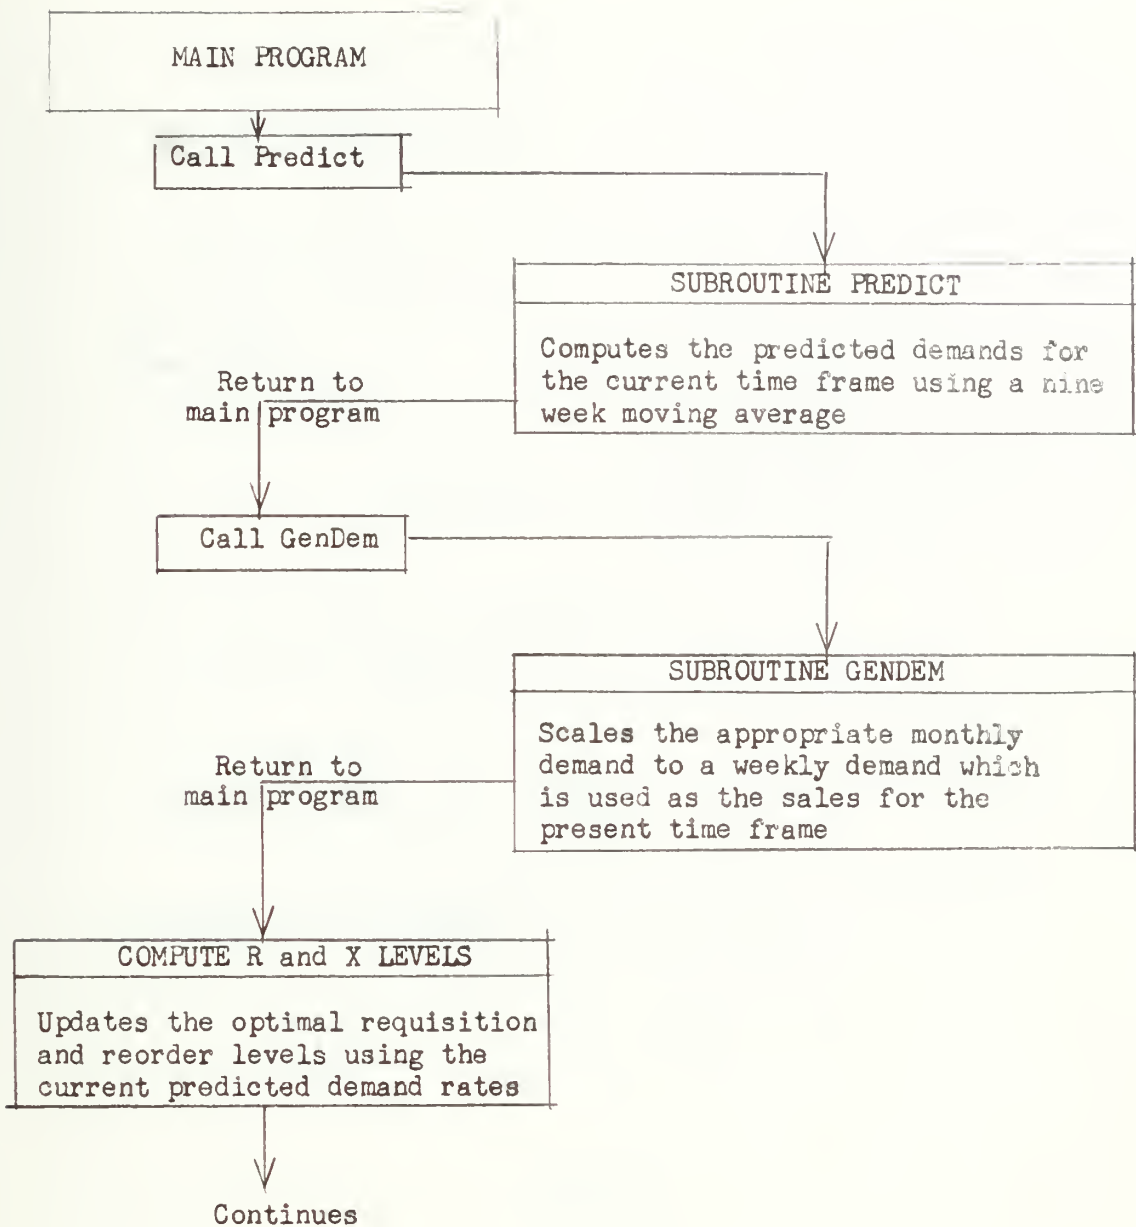 MAIN PROGRAM
Call Predict
SUBROUTINE PREDICT
Computes the predicted demands for
the current time frame using a nine
week moving average
Return to
main program
Call GenDem
SUBROUTINE GENDEM
Scales the appropriate monthly
demand to a weekly demand which
is used as the sales for the
present time frame
Return to
main program
COMPUTE R and X LEVELS
Updates the optimal requisition
and reorder levels using the
current predicted demand rates
Continues